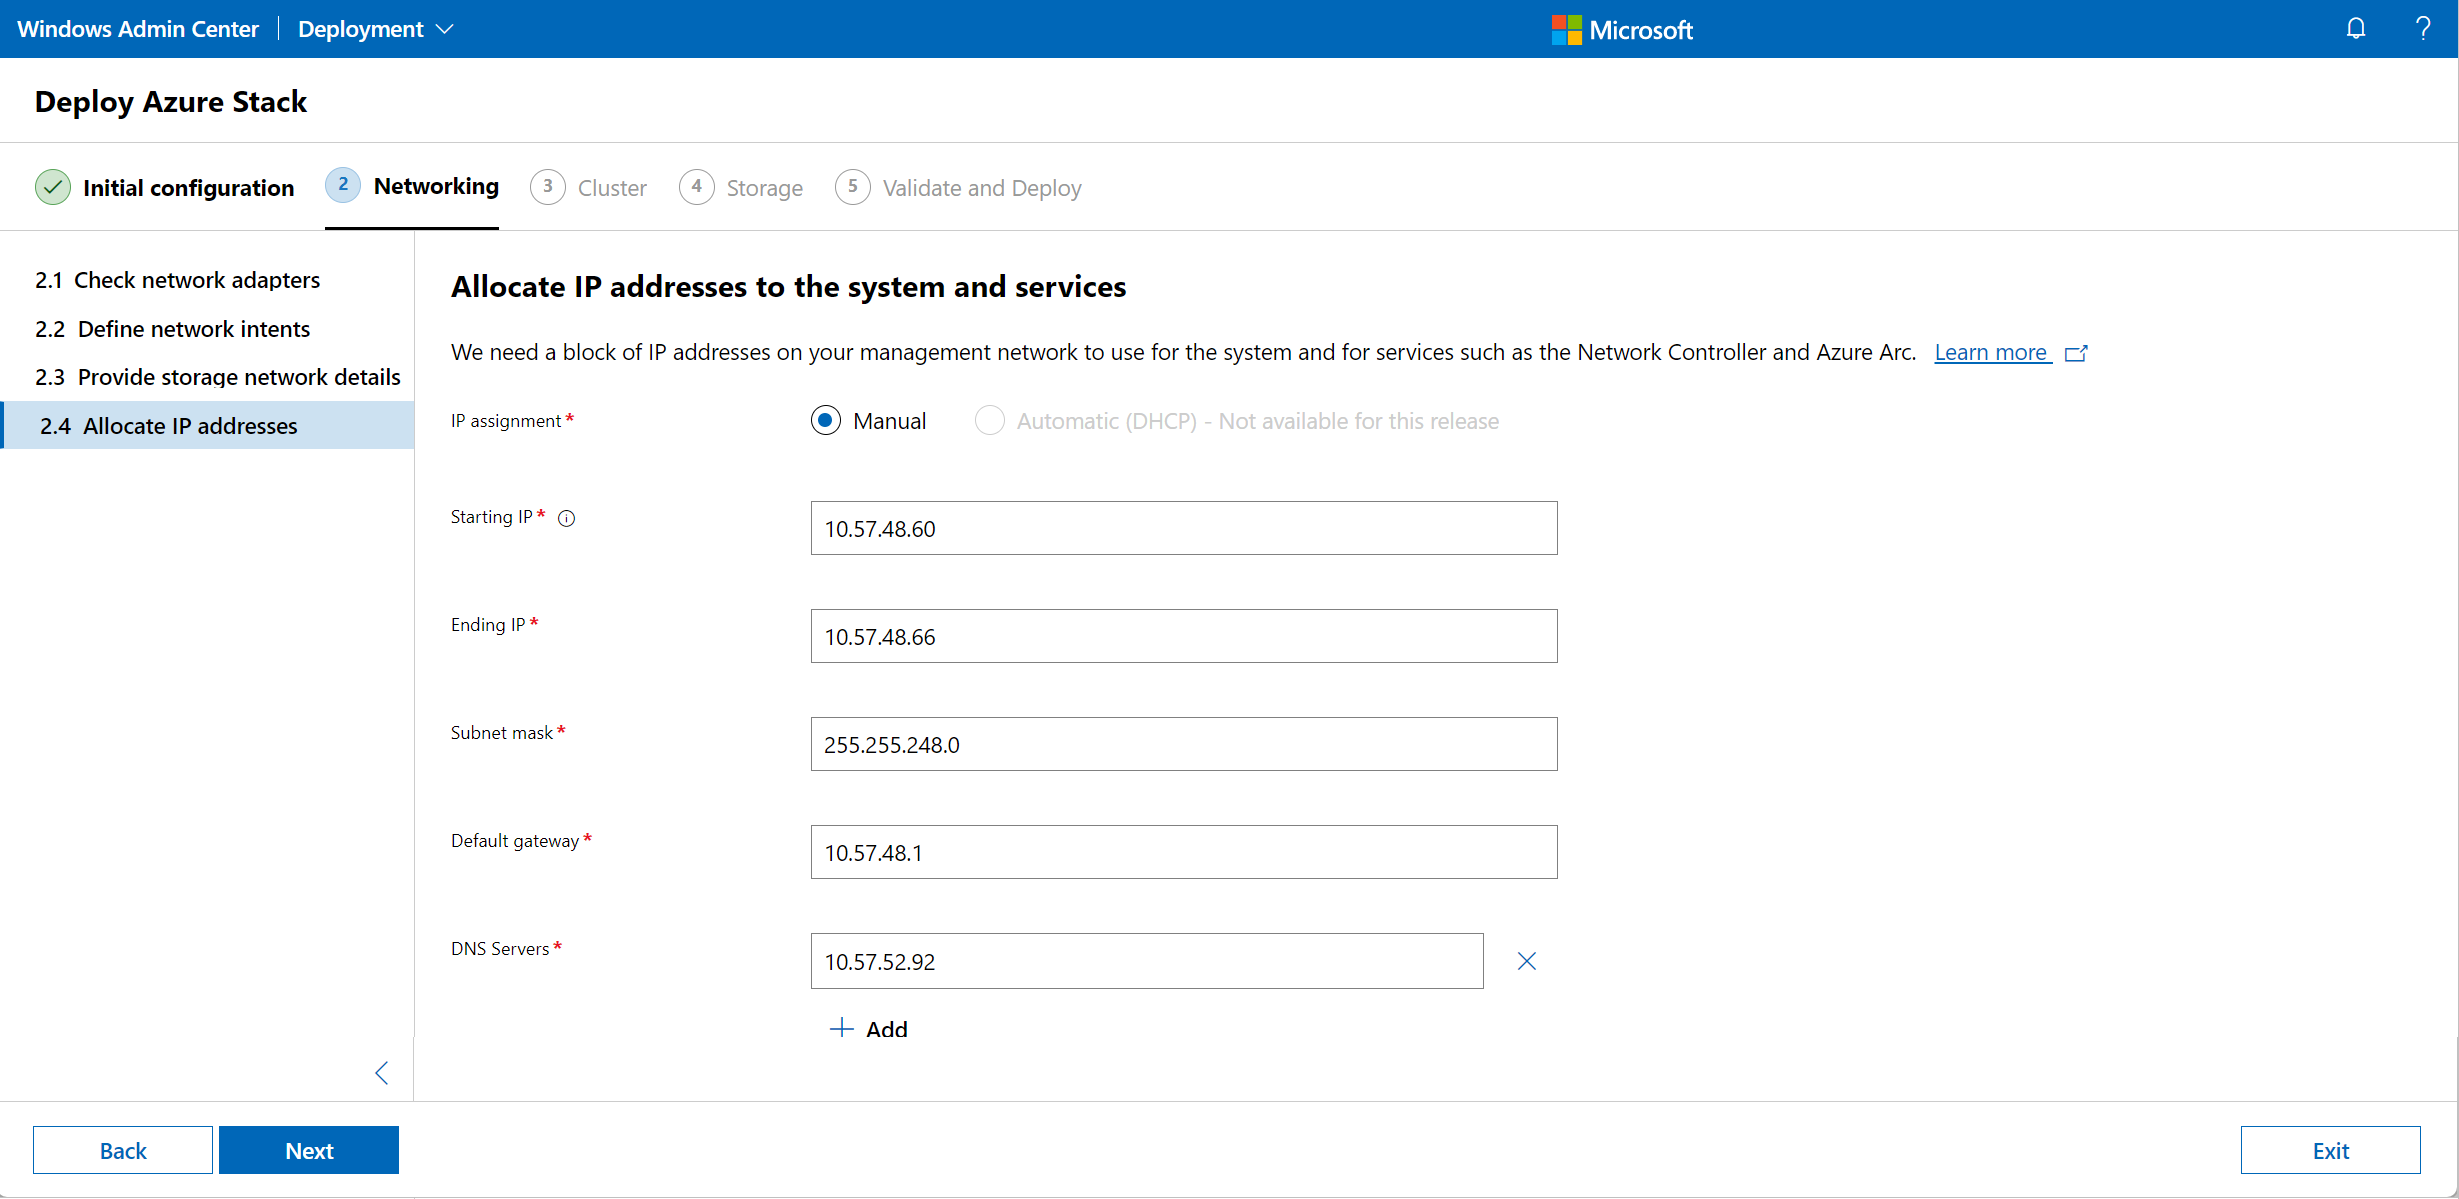 Windows Admin Center | Deployment
Microsoft
?
Deploy Azure Stack
Initial configuration
2 Networking
3 Cluster
4 Storage
5 Validate and Deploy
2.1 Check network adapters
2.2 Define network intents
2.3 Provide storage network details
2.4 Allocate IP addresses
Allocate IP addresses to the system and services
We need a block of IP addresses on your management network to use for the system and for services such as the Network Controller and Azure Arc. Learn more
IP assignment * Manual Automatic (DHCP) - Not available for this release
Starting IP * 10.57.48.60
Ending IP * 10.57.48.66
Subnet mask * 255.255.248.0
Default gateway * 10.57.48.1
DNS Servers * 10.57.52.92
Add
Back
Next
Exit